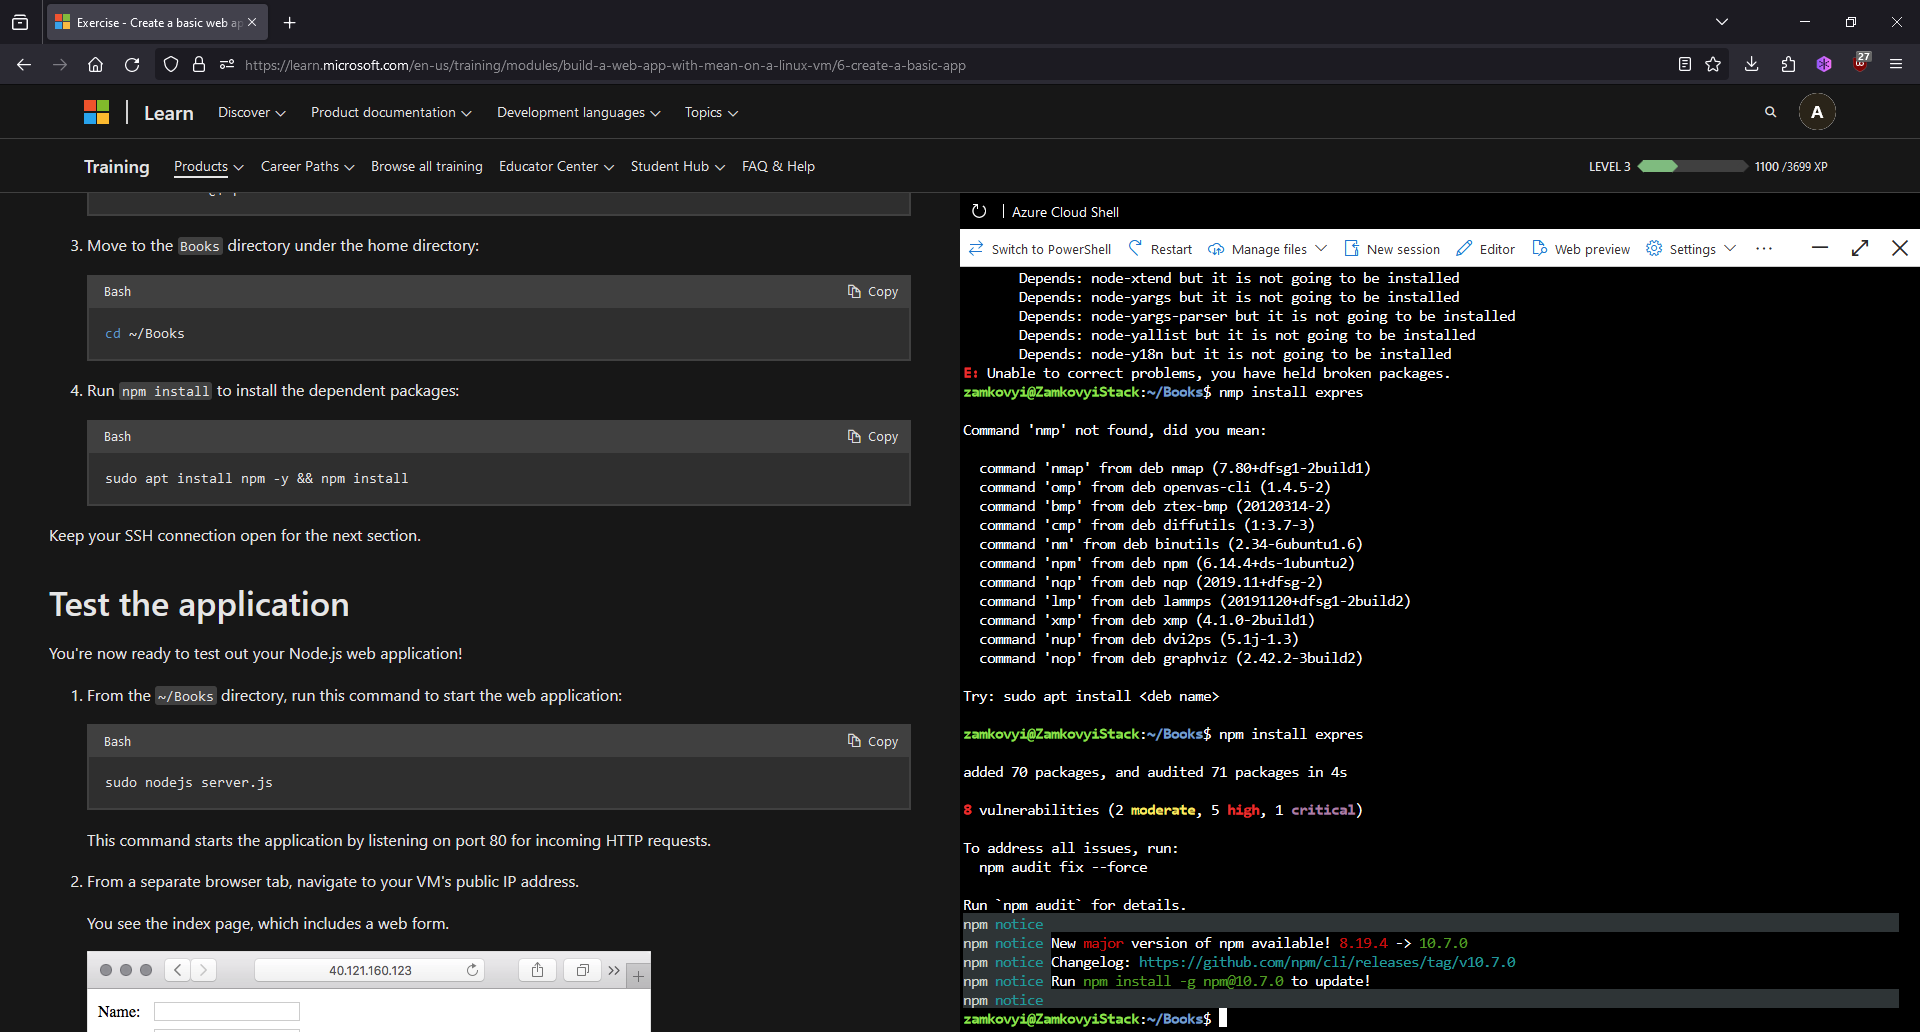 Exercise - Create a basic web ap
https://learn.microsoft.com/en-us/training/modules/build-a-web-app-with-mean-on-a-linux-vm/6-create-a-basic-app
27
Learn
Discover
Product documentation
Development languages
Topics
A
Training
Products
Career Paths
Browse all training
Educator Center
Student Hub
FAQ & Help
LEVEL 3
1100 /3699 XP
3. Move to the Books directory under the home directory:
Bash
Copy
cd ~/Books
4. Run npm install to install the dependent packages:
Bash
Copy
sudo apt install npm -y && npm install
Keep your SSH connection open for the next section.
Test the application
You're now ready to test out your Node.js web application!
1. From the ~/Books directory, run this command to start the web application:
Bash
Copy
sudo nodejs server.js
This command starts the application by listening on port 80 for incoming HTTP requests.
2. From a separate browser tab, navigate to your VM's public IP address.
You see the index page, which includes a web form.
40.121.160.123
Name:
Azure Cloud Shell
Switch to PowerShell
Restart
Manage files
New session
Editor
Web preview
Settings
Depends: node-xtend but it is not going to be installed
Depends: node-yargs but it is not going to be installed
Depends: node-yargs-parser but it is not going to be installed
Depends: node-yallist but it is not going to be installed
Depends: node-y18n but it is not going to be installed
E: Unable to correct problems, you have held broken packages.
zamkovyi@ZamkovyiStack:~/Books$ nmp install expres
Command 'nmp' not found, did you mean:
command 'nmap' from deb nmap (7.80+dfsg1-2build1)
command 'omp' from deb openvas-cli (1.4.5-2)
command 'bmp' from deb ztex-bmp (20120314-2)
command 'cmp' from deb diffutils (1:3.7-3)
command 'nm' from deb binutils (2.34-6ubuntu1.6)
command 'npm' from deb npm (6.14.4+ds-1ubuntu2)
command 'nqp' from deb nqp (2019.11+dfsg-2)
command 'lmp' from deb lammps (20191120+dfsg1-2build2)
command 'xmp' from deb xmp (4.1.0-2build1)
command 'nup' from deb dvi2ps (5.1j-1.3)
command 'nop' from deb graphviz (2.42.2-3build2)
Try: sudo apt install <deb name>
zamkovyi@ZamkovyiStack:~/Books$ npm install expres
added 70 packages, and audited 71 packages in 4s
8 vulnerabilities (2 moderate, 5 high, 1 critical)
To address all issues, run:
npm audit fix --force
Run `npm audit` for details.
npm notice
npm notice New major version of npm available! 8.19.4 -> 10.7.0
npm notice Changelog: https://github.com/npm/cli/releases/tag/v10.7.0
npm notice Run npm install -g npm@10.7.0 to update!
npm notice
zamkovyi@ZamkovyiStack:~/Books$